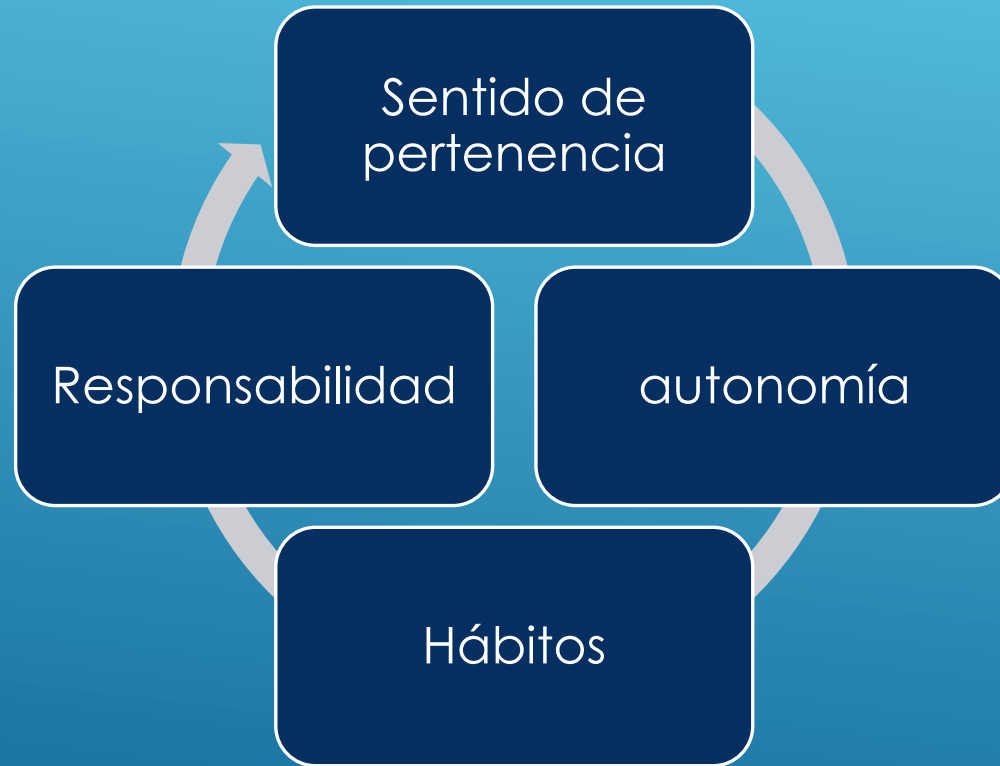 Sentido de
pertenencia
Responsabilidad
autonomía
Hábitos